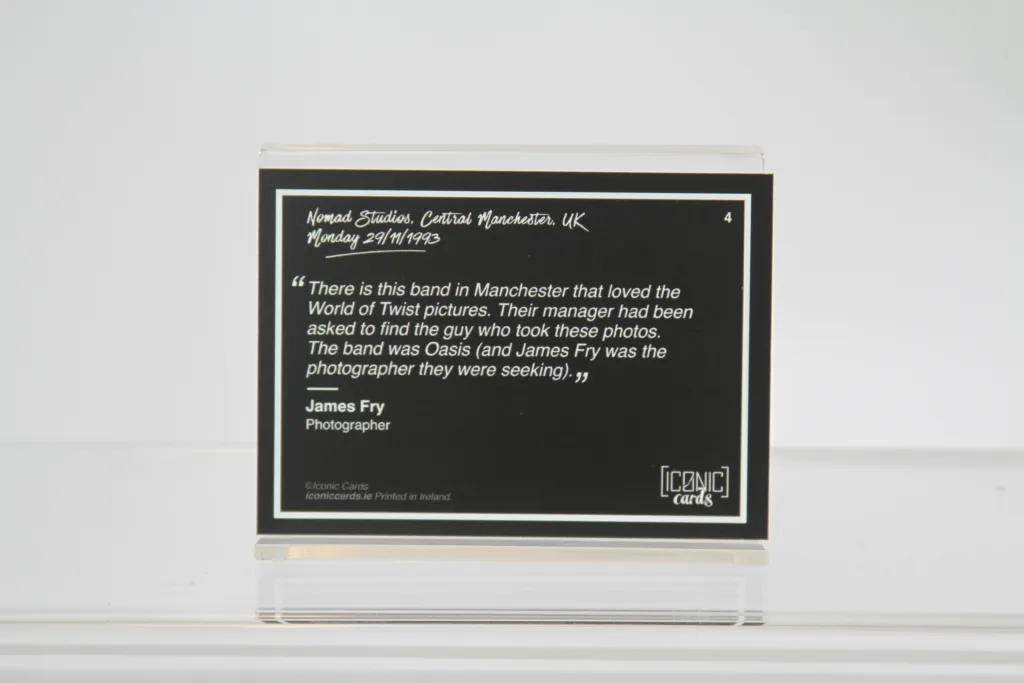 Nomad Studios, Central Manchester, UK
Monday 29/11/1993
4
“There is this band in Manchester that loved the
World of Twist pictures. Their manager had been
asked to find the guy who took these photos.
The band was Oasis (and James Fry was the
photographer they were seeking).”
James Fry
Photographer
©Iconic Cards
iconiccards.ie Printed in Ireland.
[ICONIC]
cards